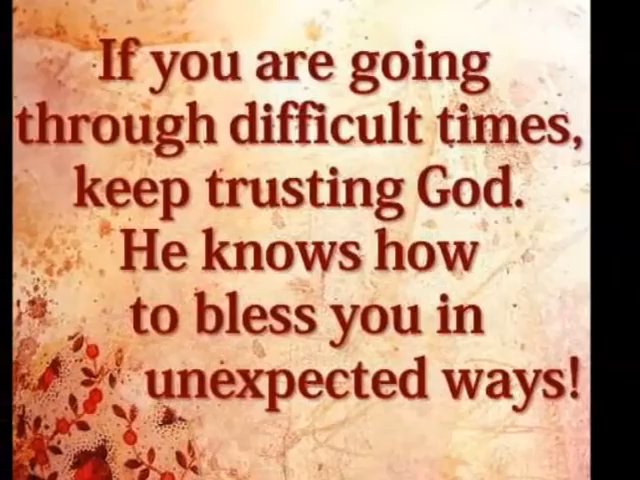 If you are going
through difficult times,
keep trusting God.
He knows how
to bless you in
unexpected ways!